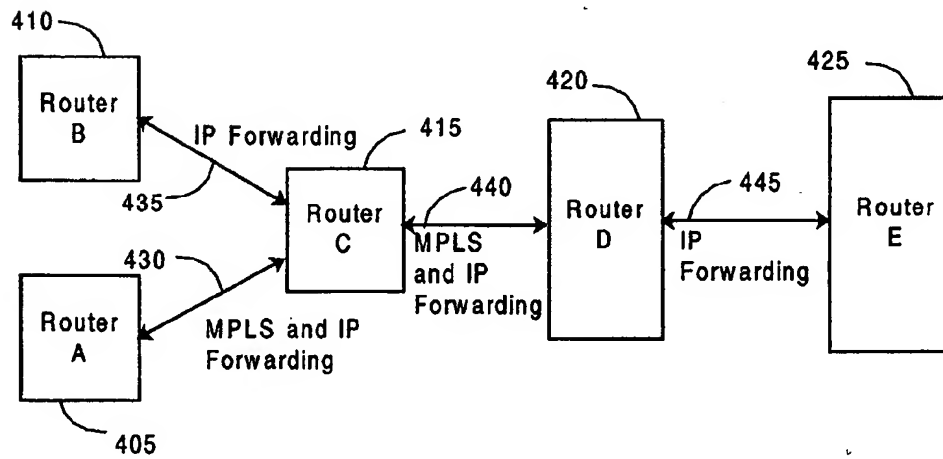 410
Router
B
IP Forwarding
435
415
Router
C
430
MPLS and IP
Forwarding
Router
A
405
440
MPLS
and IP
Forwarding
420
Router
D
445
IP
Forwarding
425
Router
E